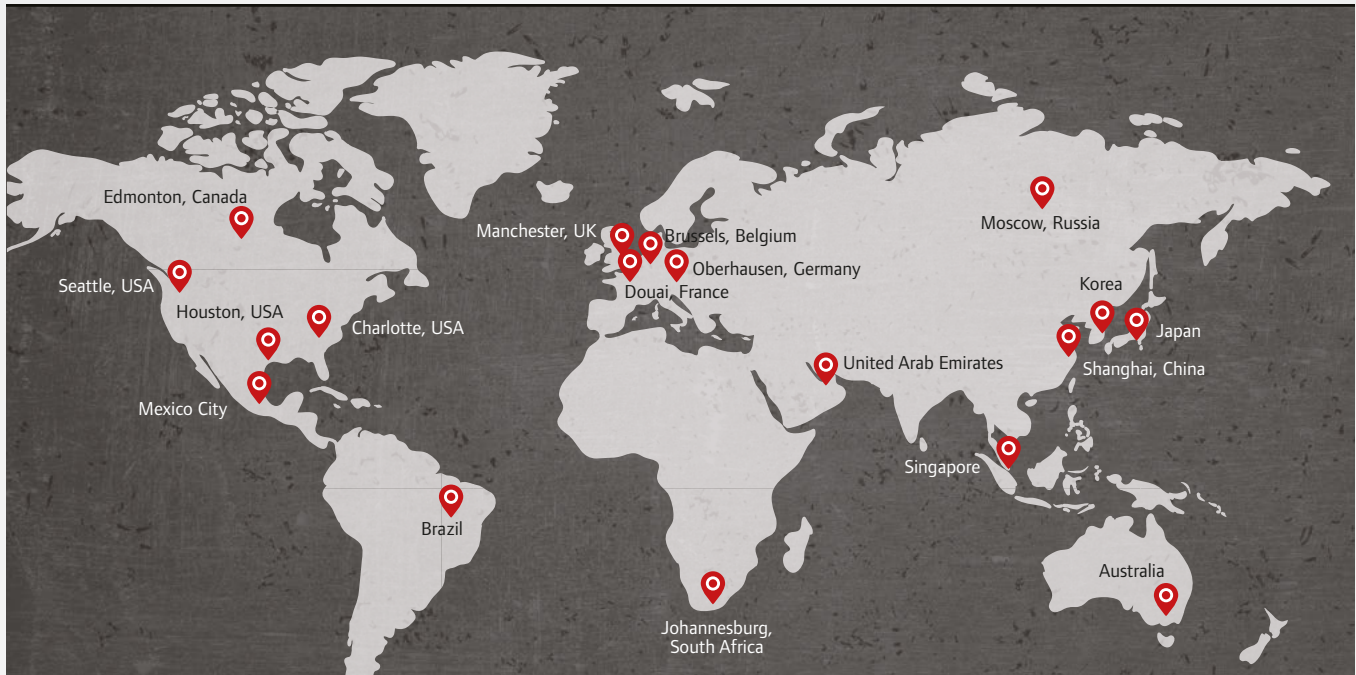 Edmonton, Canada
Seattle, USA
Houston, USA
Charlotte, USA
Mexico City
Brazil
Manchester, UK
Brussels, Belgium
Oberhausen, Germany
Douai, France
United Arab Emirates
Johannesburg,
South Africa
Moscow, Russia
Korea
Japan
Shanghai, China
Singapore
Australia